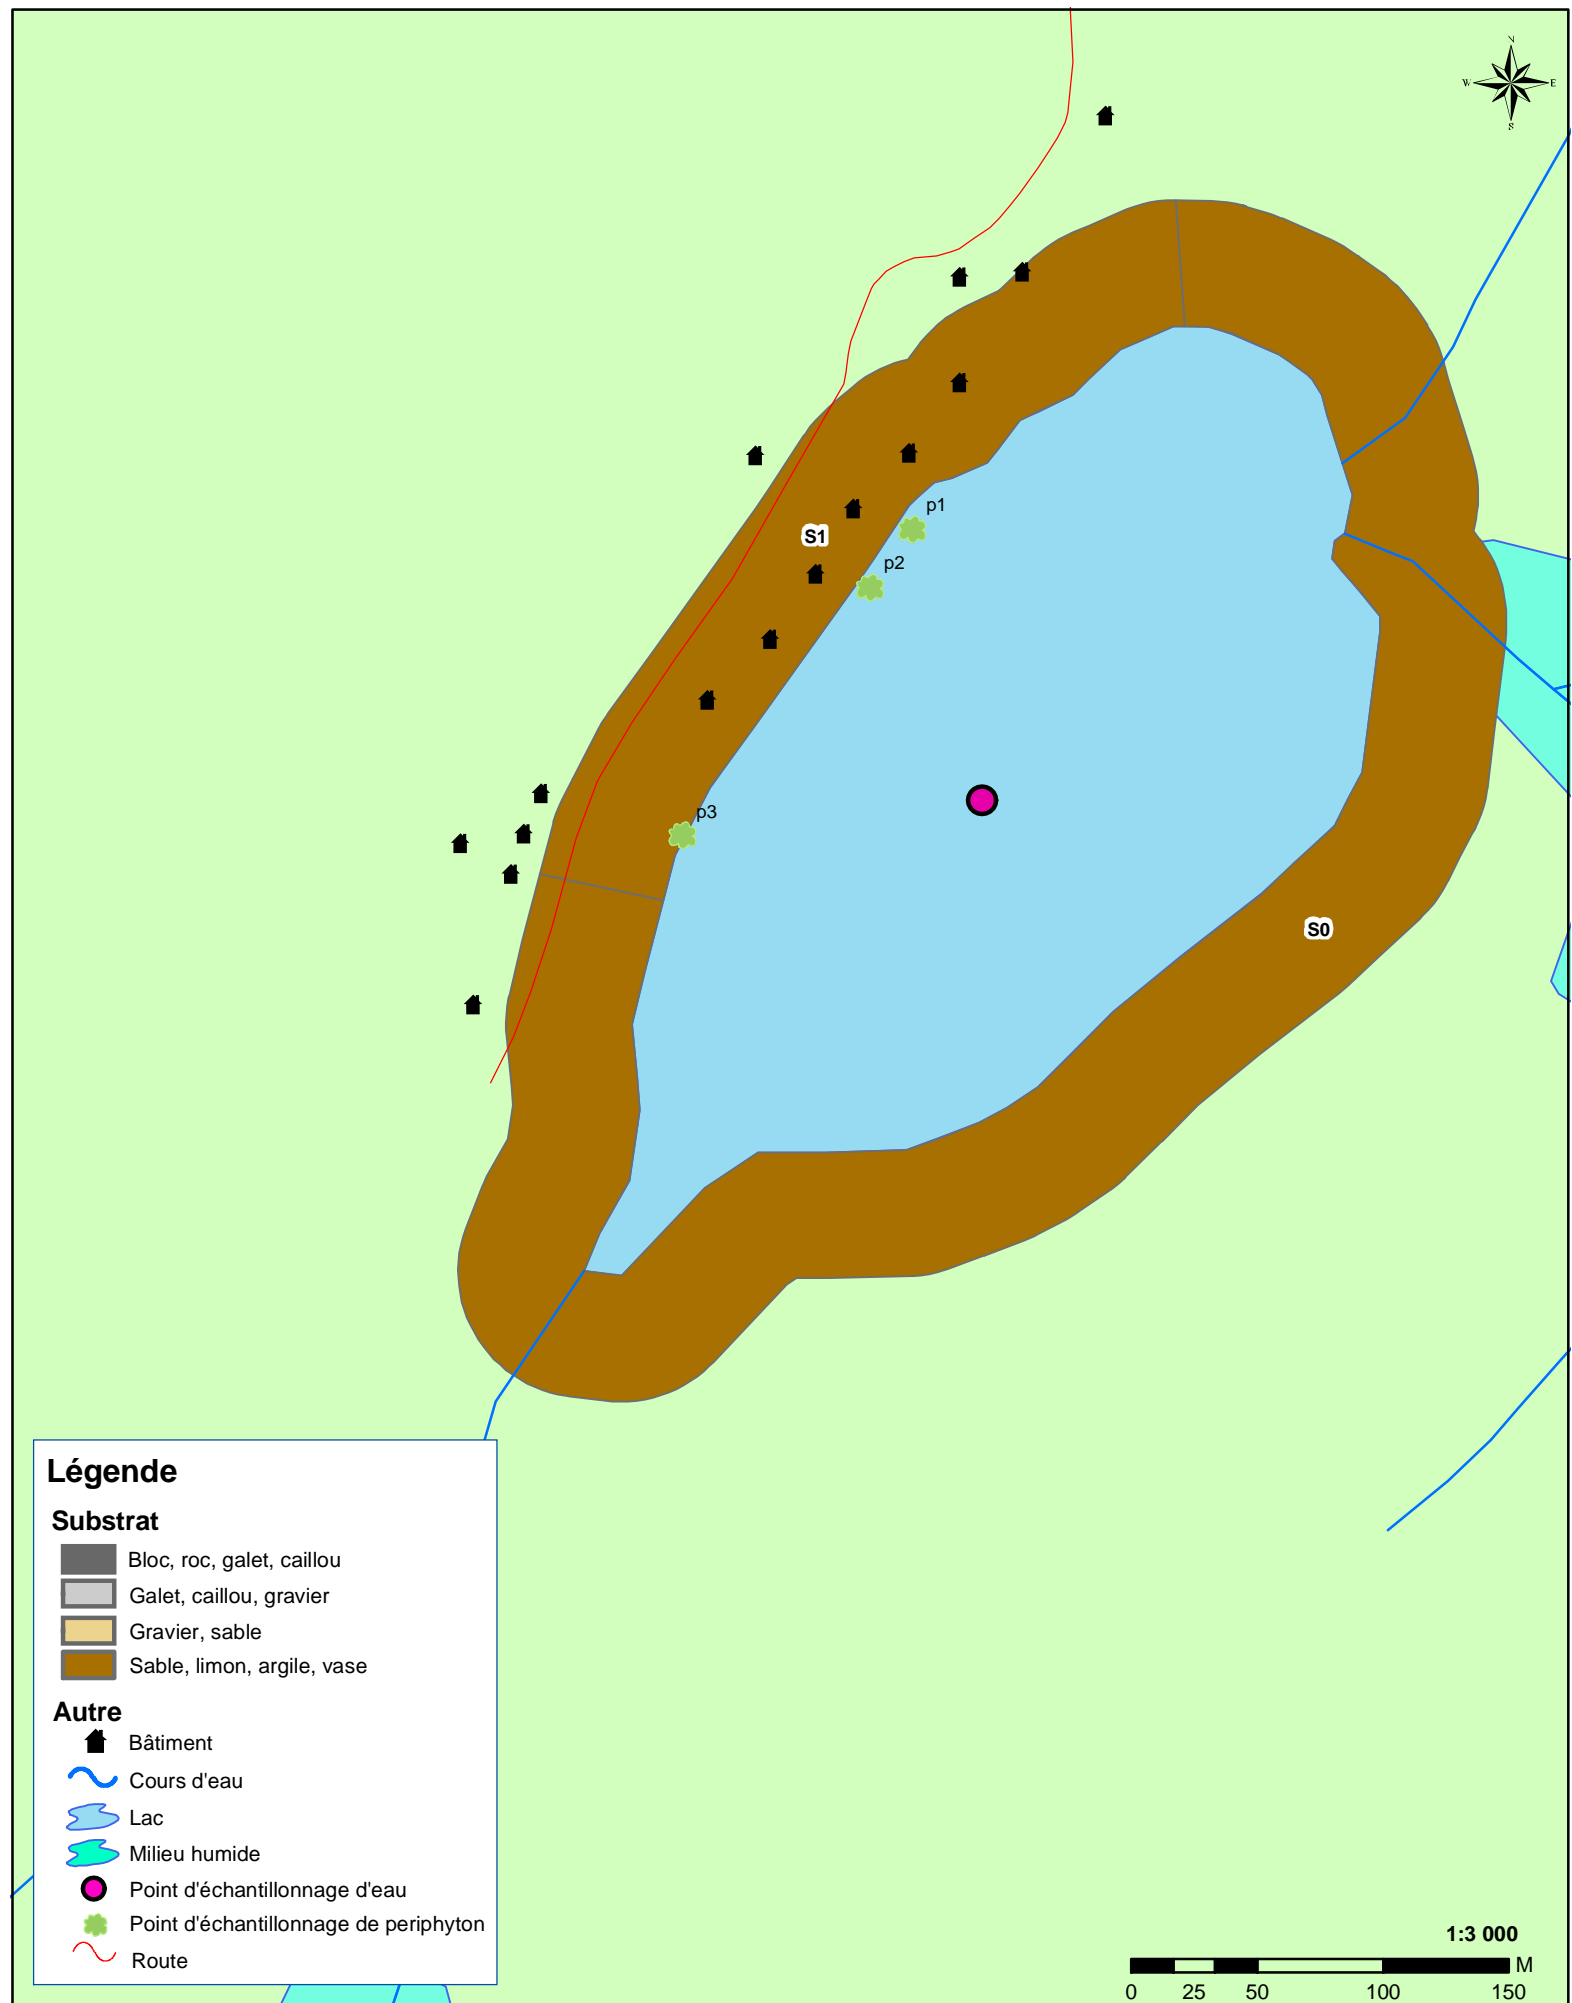 N
W E
S
p1
S1
p2
p3
S0
Légende
Substrat
Bloc, roc, galet, caillou
Galet, caillou, gravier
Gravier, sable
Sable, limon, argile, vase
Autre
Bâtiment
Cours d'eau
Lac
Milieu humide
Point d'échantillonnage d'eau
Point d'échantillonnage de periphyton
Route
1:3 000
M
0 25 50 100 150